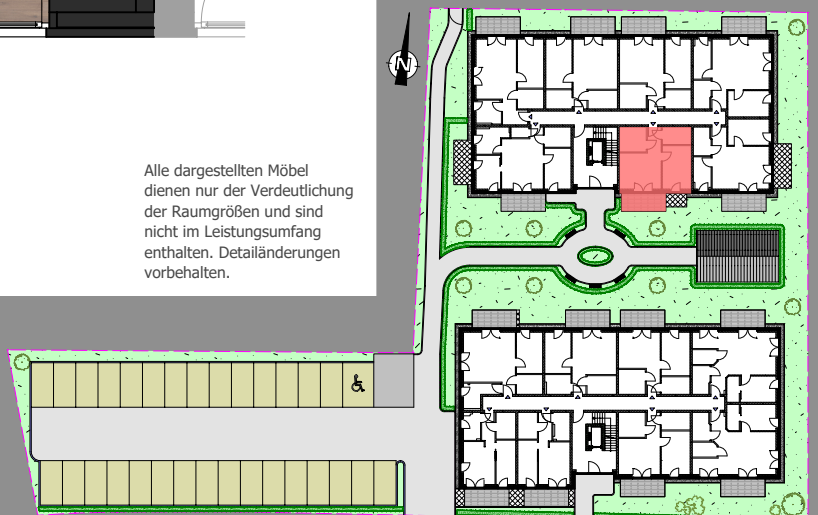 N
Alle dargestellten Möbel
dienen nur der Verdeutlichung
der Raumgrößen und sind
nicht im Leistungsumfang
enthalten. Detailänderungen
vorbehalten.